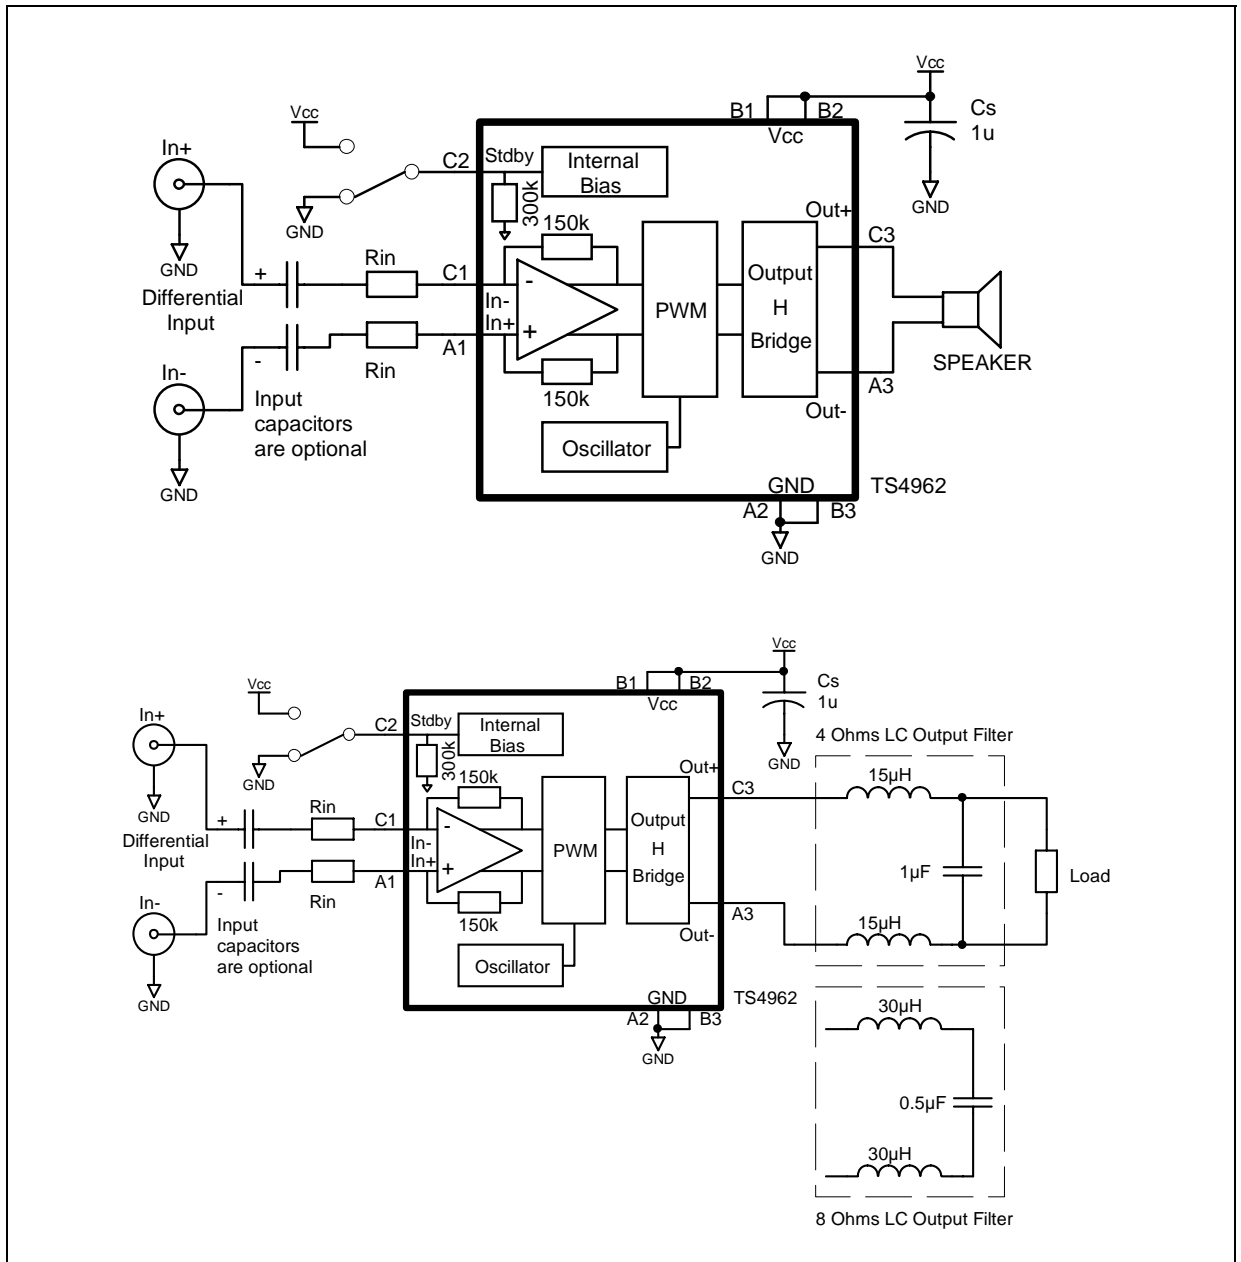 Vcc
Vcc
B1
B2
Vcc
Cs
1u
In+
C2
Stdby
Internal
Bias
300k
GND
GND
GND
150k
Out+
C3
Rin
C1
+
Differential
Input
In-
In+
-
+
PWM
Output
H
Bridge
SPEAKER
-
Rin
A1
In-
150k
A3
Out-
Input
capacitors
are optional
Oscillator
GND
GND
A2
B3
TS4962
GND
Vcc
Vcc
B1
B2
Vcc
Cs
1u
In+
C2
Stdby
Internal
Bias
300k
4 Ohms LC Output Filter
GND
GND
GND
150k
Out+
C3
15µH
Rin
C1
+
Differential
Input
In-
In+
-
+
PWM
Output
H
Bridge
1µF
Load
-
Rin
A1
In-
150k
A3
Out-
15µH
Input
capacitors
are optional
Oscillator
GND
GND
A2
B3
TS4962
GND
30µH
0.5µF
30µH
8 Ohms LC Output Filter